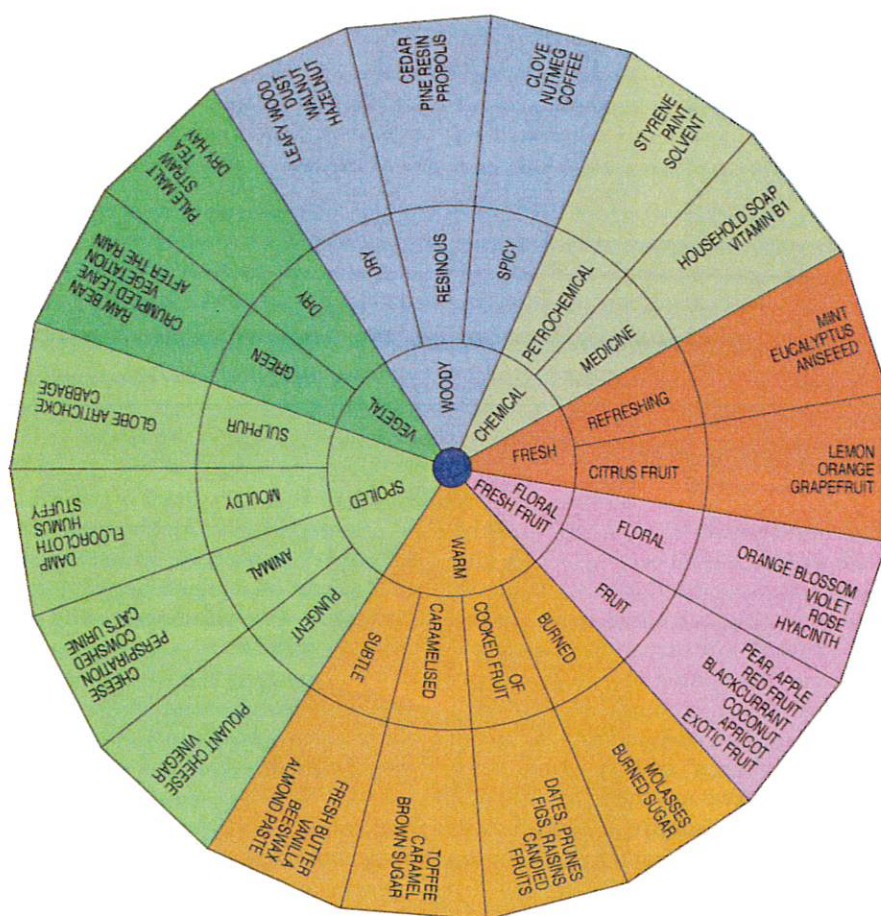 WOODY
DRY
LEAFY WOOD
DUST
WALNUT
HAZELNUT
RESINOUS
CEDAR
PINE RESIN
PROPOLIS
SPICY
CLOVE
NUTMEG
COFFEE
CHEMICAL
PETROCHEMICAL
STYRENE
PAINT
SOLVENT
MEDICINE
HOUSEHOLD SOAP
VITAMIN B1
FRESH
REFRESHING
MINT
EUCALYPTUS
ANISEEED
CITRUS FRUIT
LEMON
ORANGE
GRAPEFRUIT
FLORAL
FRESH FRUIT
FLORAL
ORANGE BLOSSOM
VIOLET
ROSE
HYACINTH
FRUIT
PEAR, APPLE
RED FRUIT
BLACKCURRANT
COCONUT
APRICOT
EXOTIC FRUIT
WARM
BURNED
MOLASSES
BURNED SUGAR
OF
COOKED FRUIT
DATES. PRUNES
FIGS. RAISINS
CANDIED
FRUITS
CARAMELISED
TOFFEE
CARAMEL
BROWN SUGAR
SUBTLE
FRESH BUTTER
VANILLA
BEESWAX
ALMOND PASTE
SPOILED
PUNGENT
PIQUANT CHEESE
VINEGAR
ANIMAL
CHEESE
PERSPIRATION
COWSHED
CAT'S URINE
MOULDY
DAMP
FLOORCLOTH
HUMUS
STUFFY
SULPHUR
GLOBE ARTICHOKE
CABBAGE
VEGETAL
GREEN
RAW BEAN
CRUMPLED LEAVE
VEGETATION
AFTER THE RAIN
DRY
PALE MALT
STRAW
TEA
DRY HAY